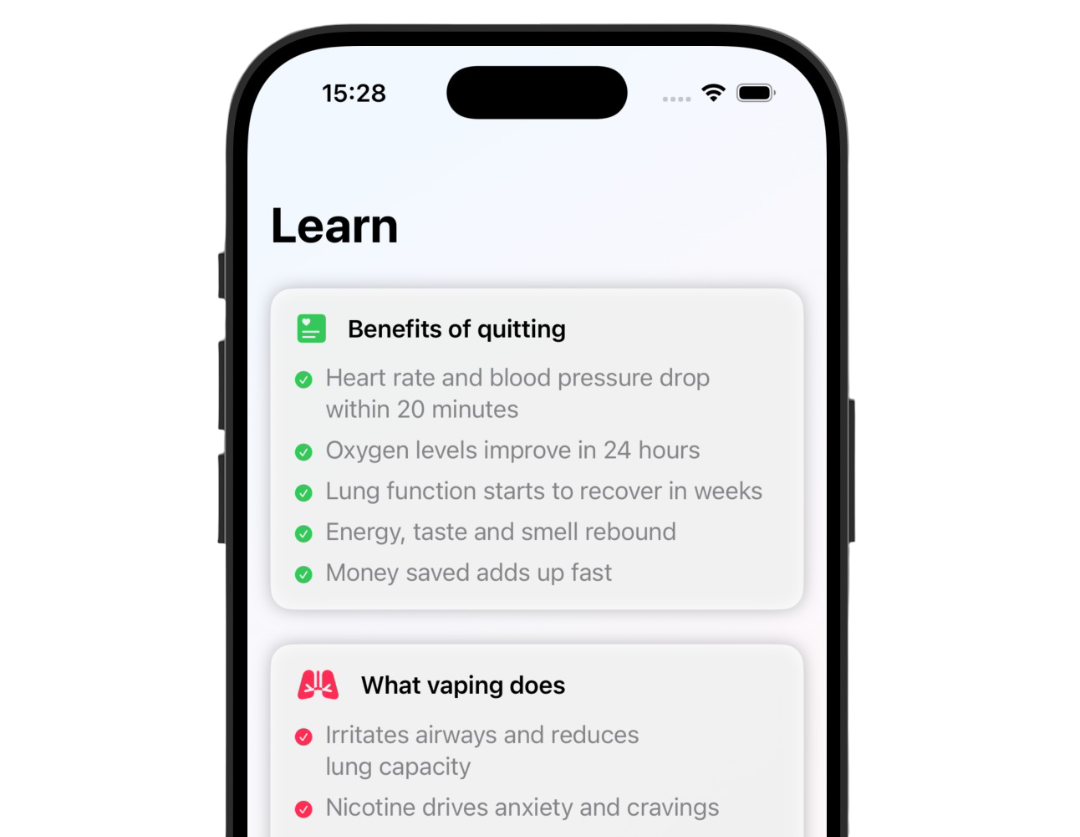 15:28
Learn
Benefits of quitting
Heart rate and blood pressure drop
within 20 minutes
Oxygen levels improve in 24 hours
Lung function starts to recover in weeks
Energy, taste and smell rebound
Money saved adds up fast
What vaping does
Irritates airways and reduces
lung capacity
Nicotine drives anxiety and cravings